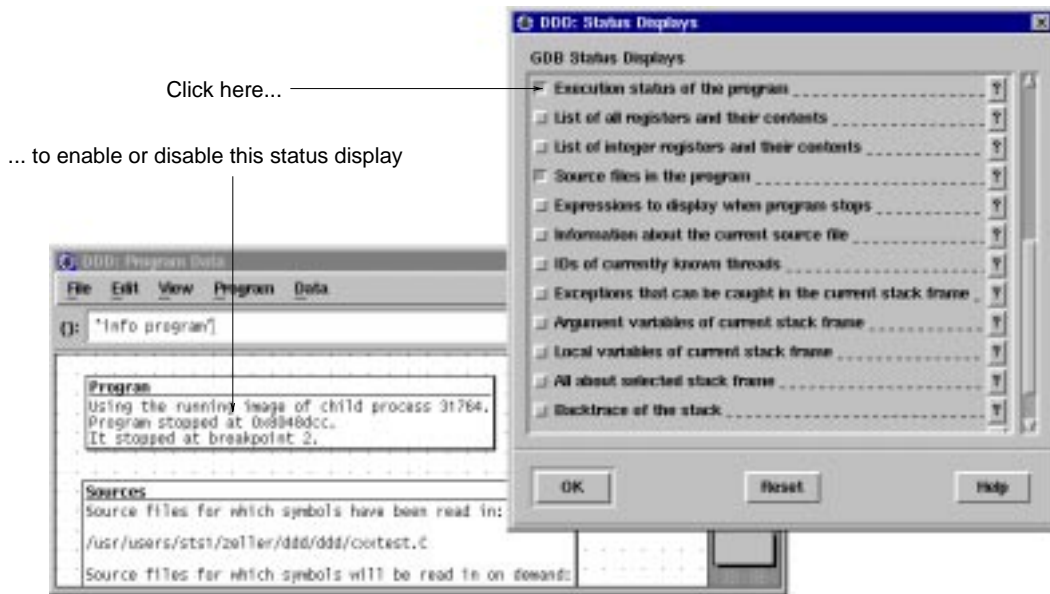 DDD: Status Displays
GDB Status Displays
Click here...
Execution status of the program ?
List of all registers and their contents ?
... to enable or disable this status display
List of integer registers and their contents ?
Source files in the program ?
Expressions to display when program stops ?
Information about the current source file ?
IDs of currently known threads ?
Exceptions that can be caught in the current stack frame ?
Argument variables of current stack frame ?
Local variables of current stack frame ?
All about selected stack frame ?
Backtrace of the stack ?
OK Reset Help
DDD: Program Data
File Edit View Program Data
(): `info program`
Program
Using the running image of child process 31764.
Program stopped at 0x8048dcc.
It stopped at breakpoint 2.
Sources
Source files for which symbols have been read in:
/usr/users/stsi/zeller/ddd/ddd/cxxtest.C
Source files for which symbols will be read in on demand: